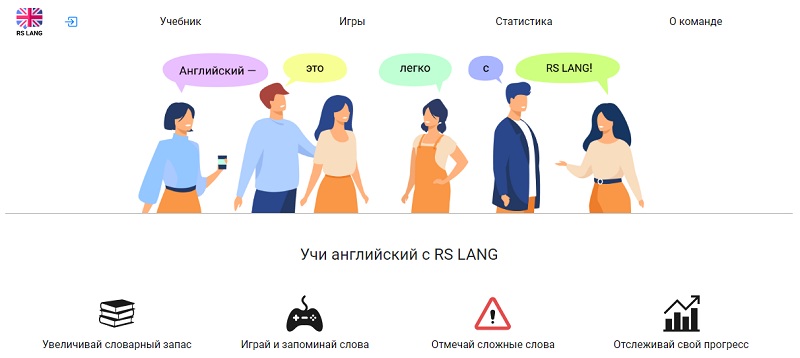 RS LANG
Учебник
Игры
Статистика
О команде
Английский —
это
легко
с
RS LANG!
Учи английский с RS LANG
Увеличивай словарный запас
Играй и запоминай слова
Отмечай сложные слова
Отслеживай свой прогресс